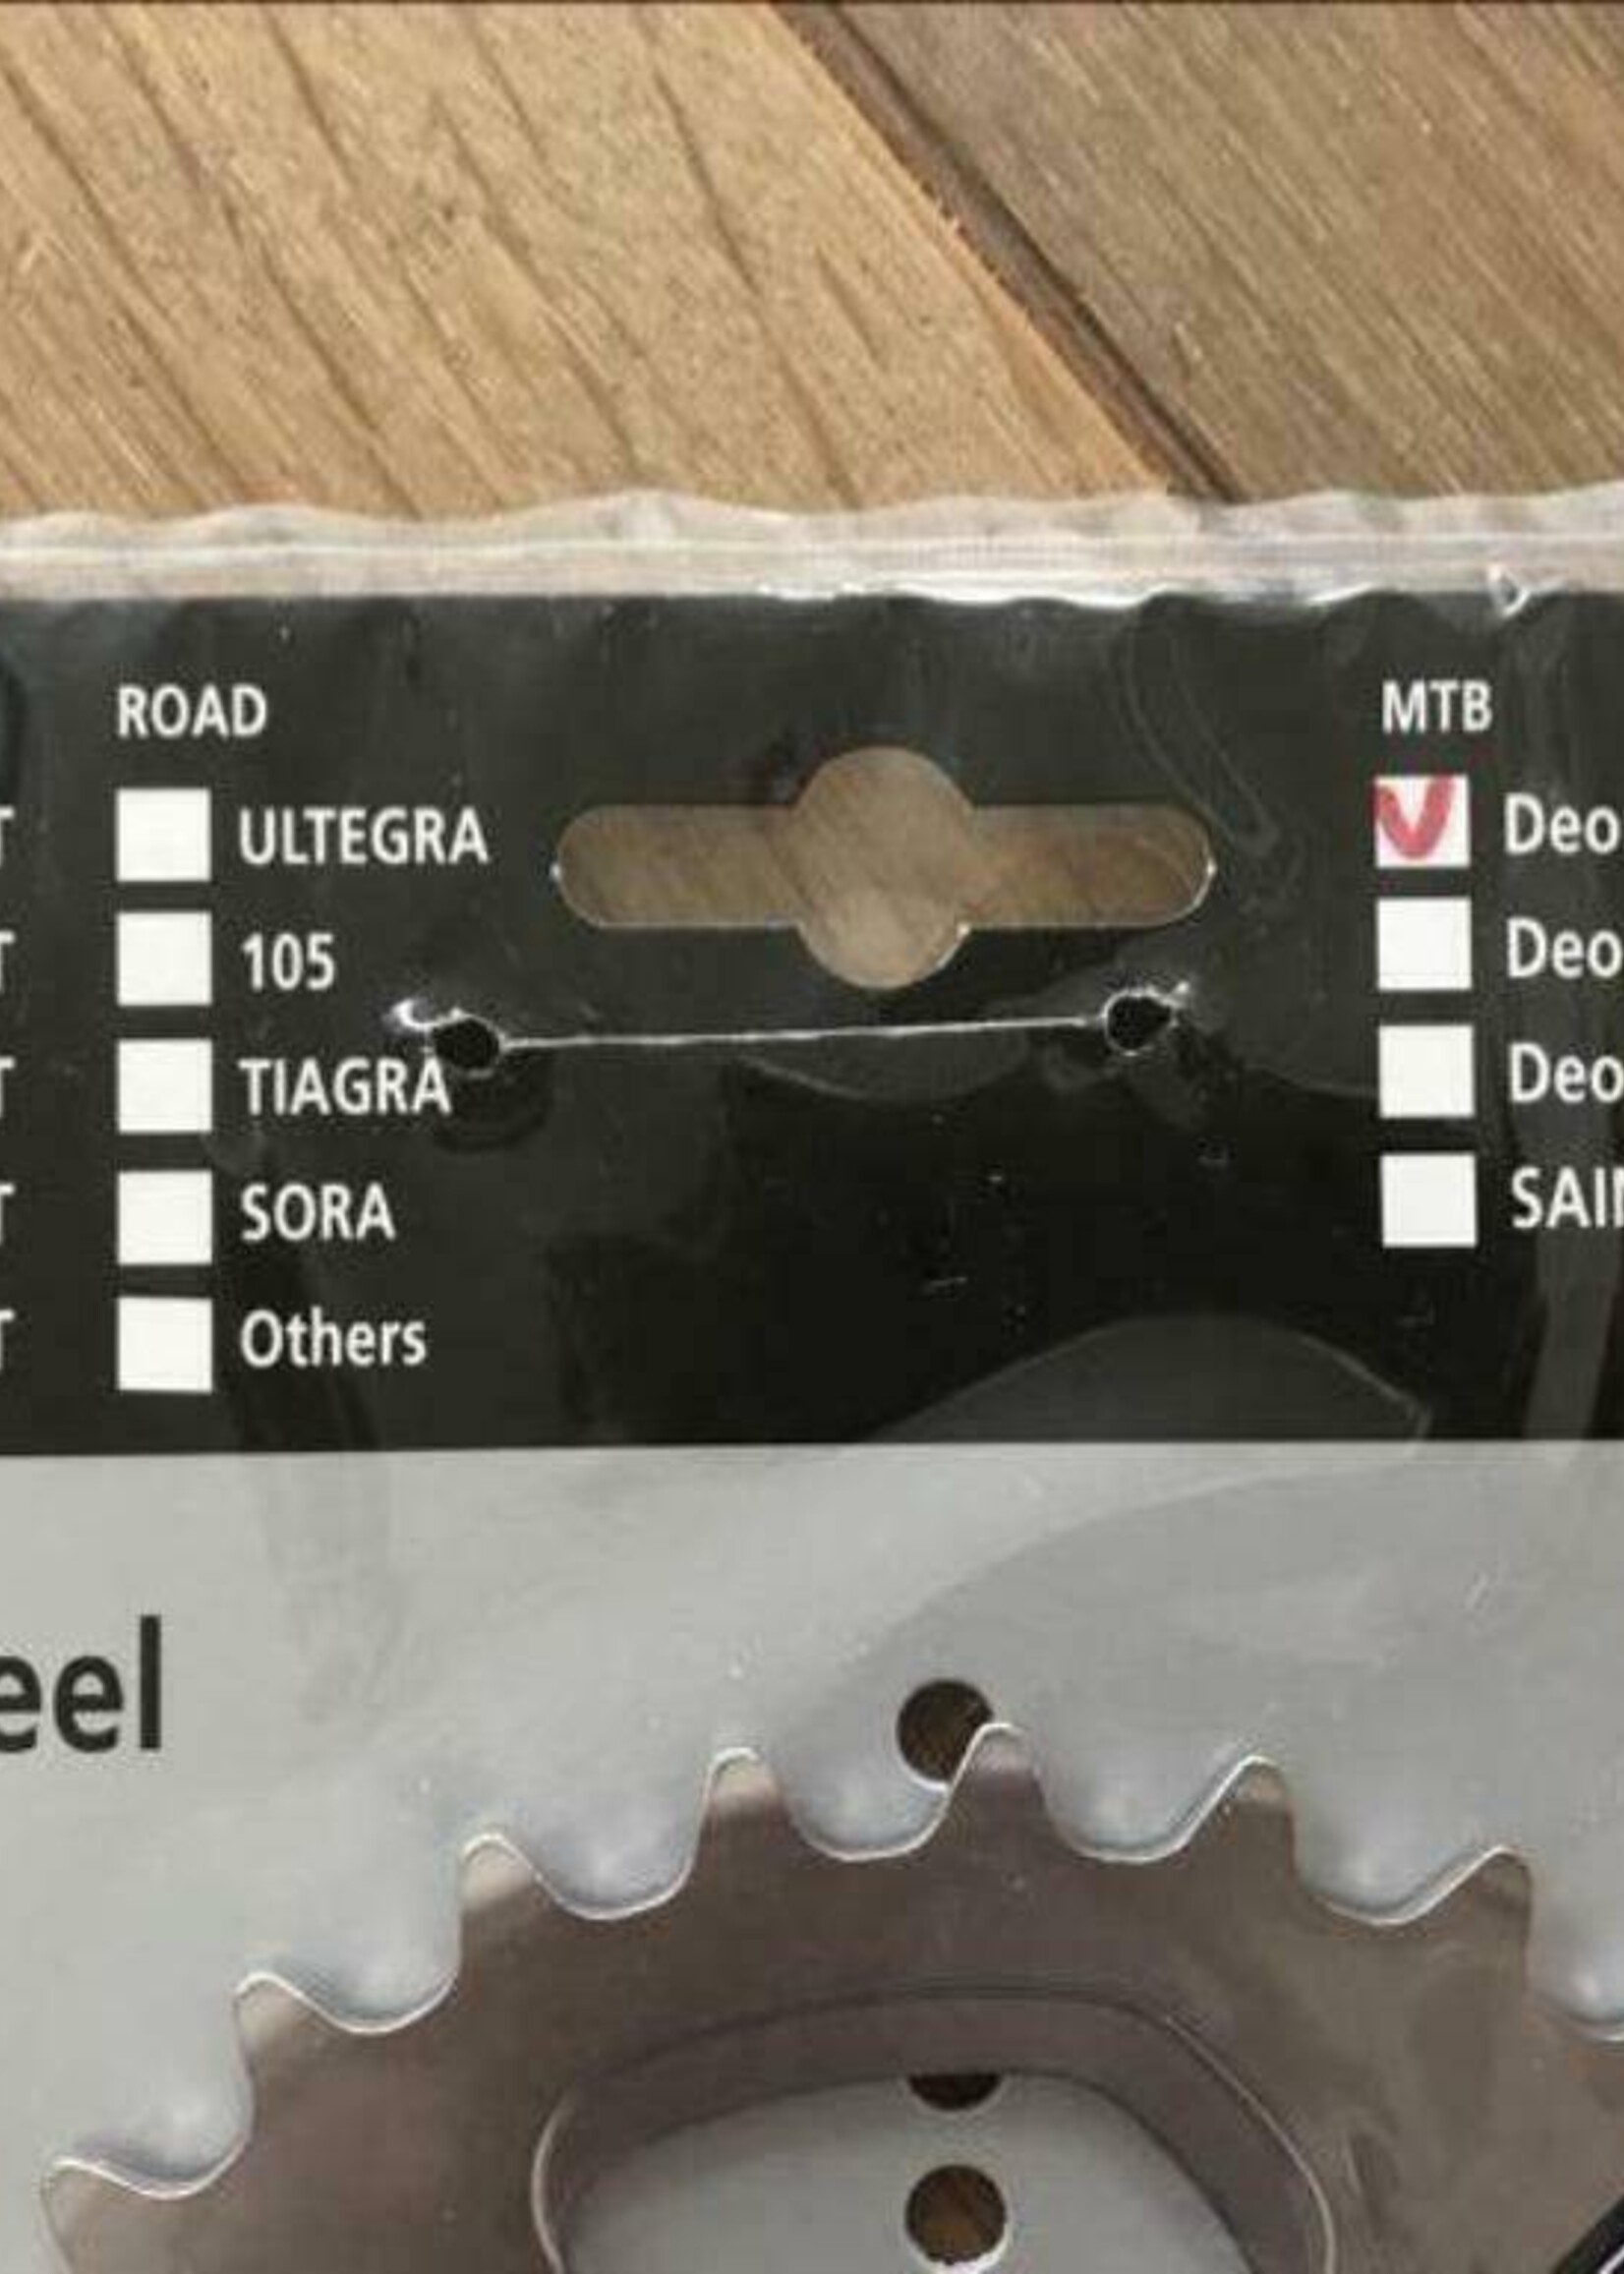 ROAD
ULTEGRA
105
TIAGRA
SORA
Others
MTB
Deo
Deo
Deo
SAI
T
T
T
T
T
eel